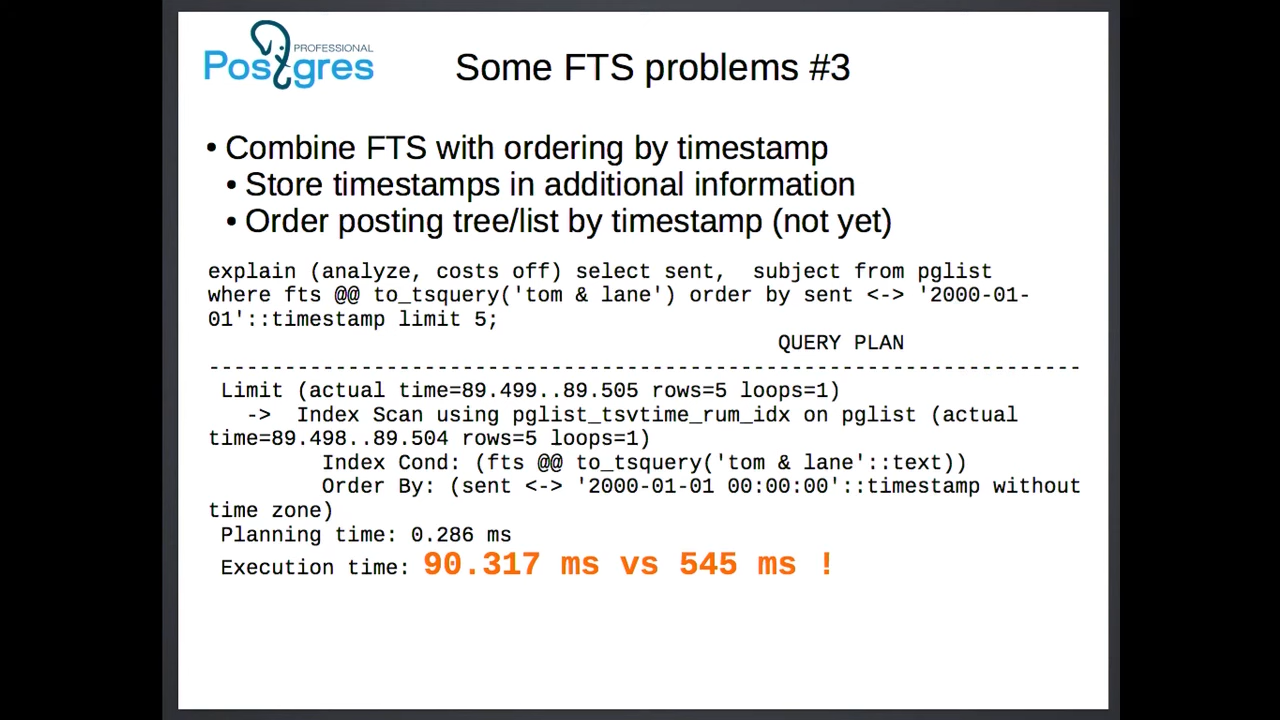 PROFESSIONAL
Postgres
Some FTS problems #3
• Combine FTS with ordering by timestamp
• Store timestamps in additional information
• Order posting tree/list by timestamp (not yet)
explain (analyze, costs off) select sent,  subject from pglist
where fts @@ to_tsquery('tom & lane') order by sent <-> '2000-01-
01'::timestamp limit 5;
QUERY PLAN
---------------------------------------------------------------------
Limit (actual time=89.499..89.505 rows=5 loops=1)
->  Index Scan using pglist_tsvtime_rum_idx on pglist (actual
time=89.498..89.504 rows=5 loops=1)
Index Cond: (fts @@ to_tsquery('tom & lane'::text))
Order By: (sent <-> '2000-01-01 00:00:00'::timestamp without
time zone)
Planning time: 0.286 ms
Execution time: 90.317 ms vs 545 ms !